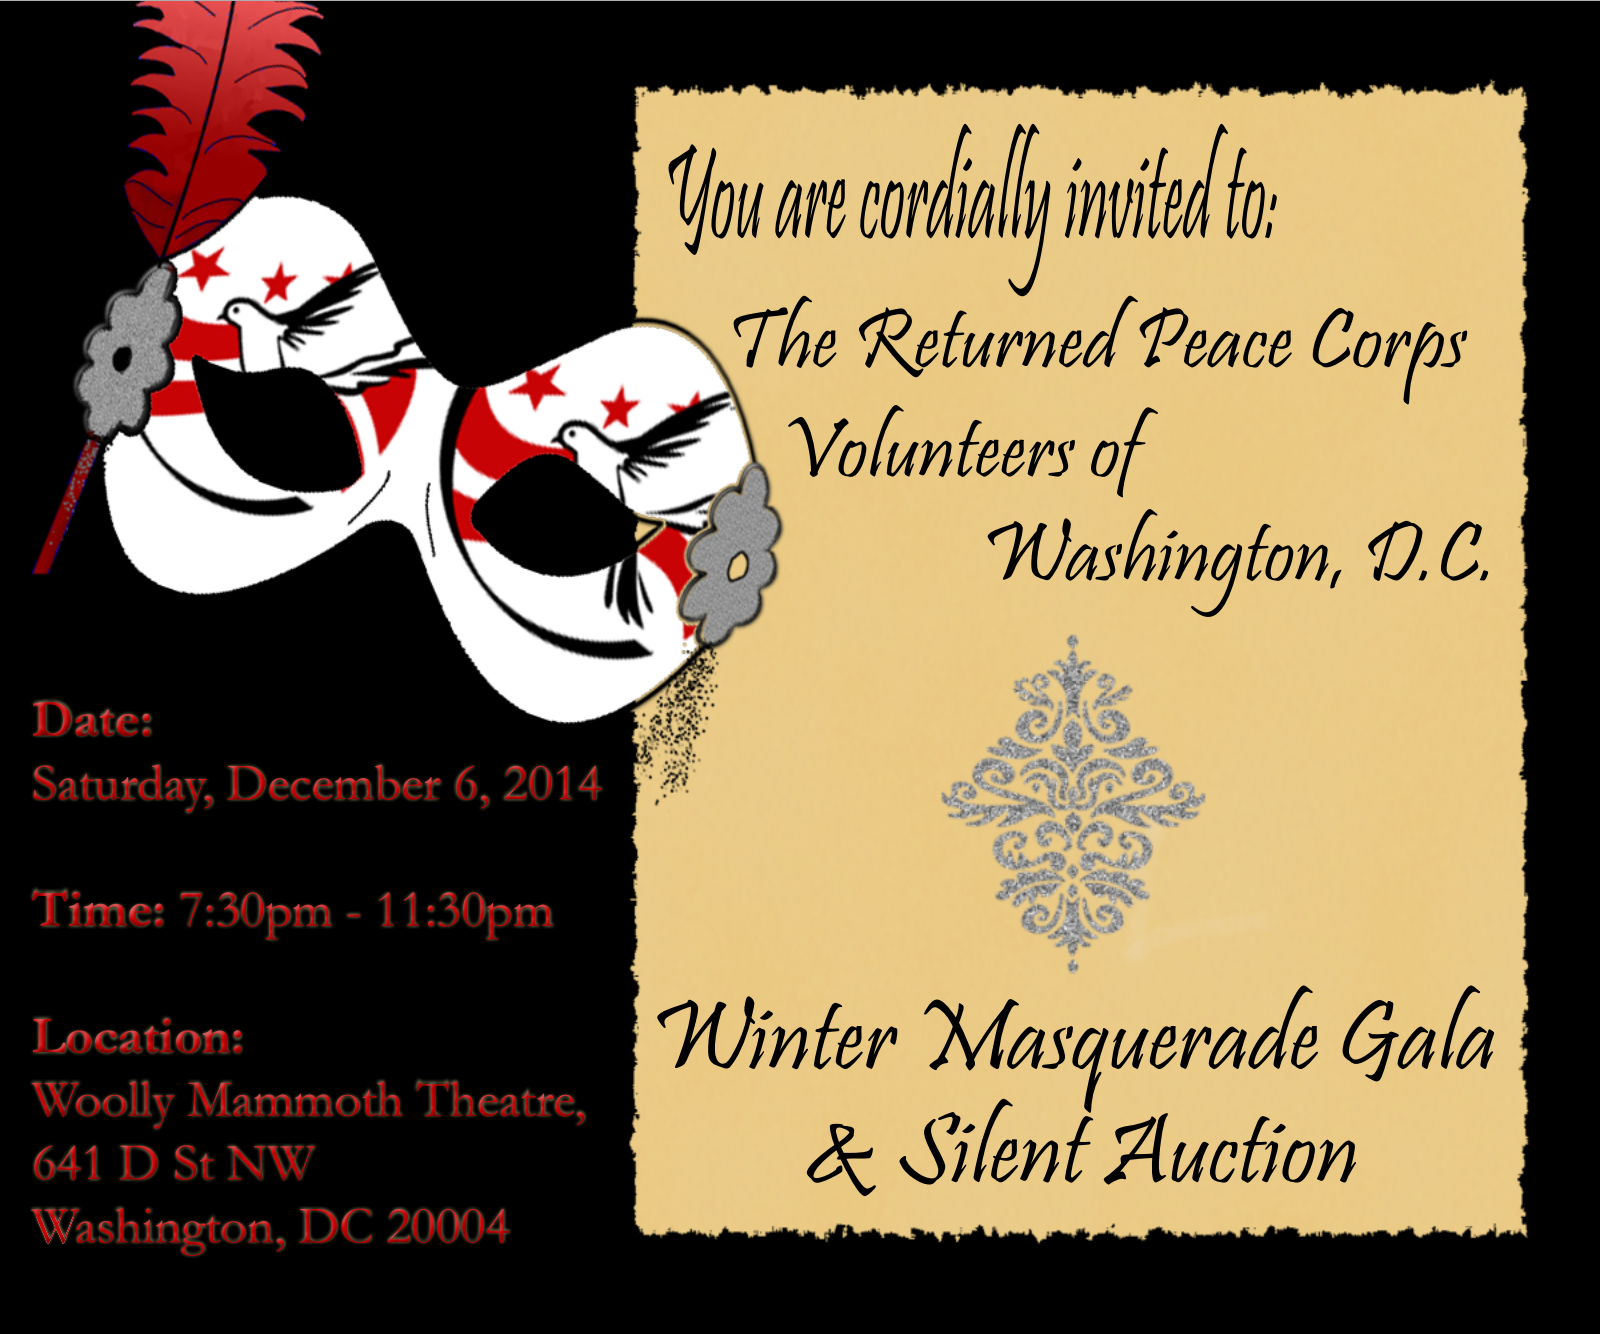 You are cordially invited to:
The Returned Peace Corps
Volunteers of
Washington, D.C.
Winter Masquerade Gala
& Silent Auction
Date:
Saturday, December 6, 2014
Time: 7:30pm - 11:30pm
Location:
Woolly Mammoth Theatre,
641 D St NW
Washington, DC 20004